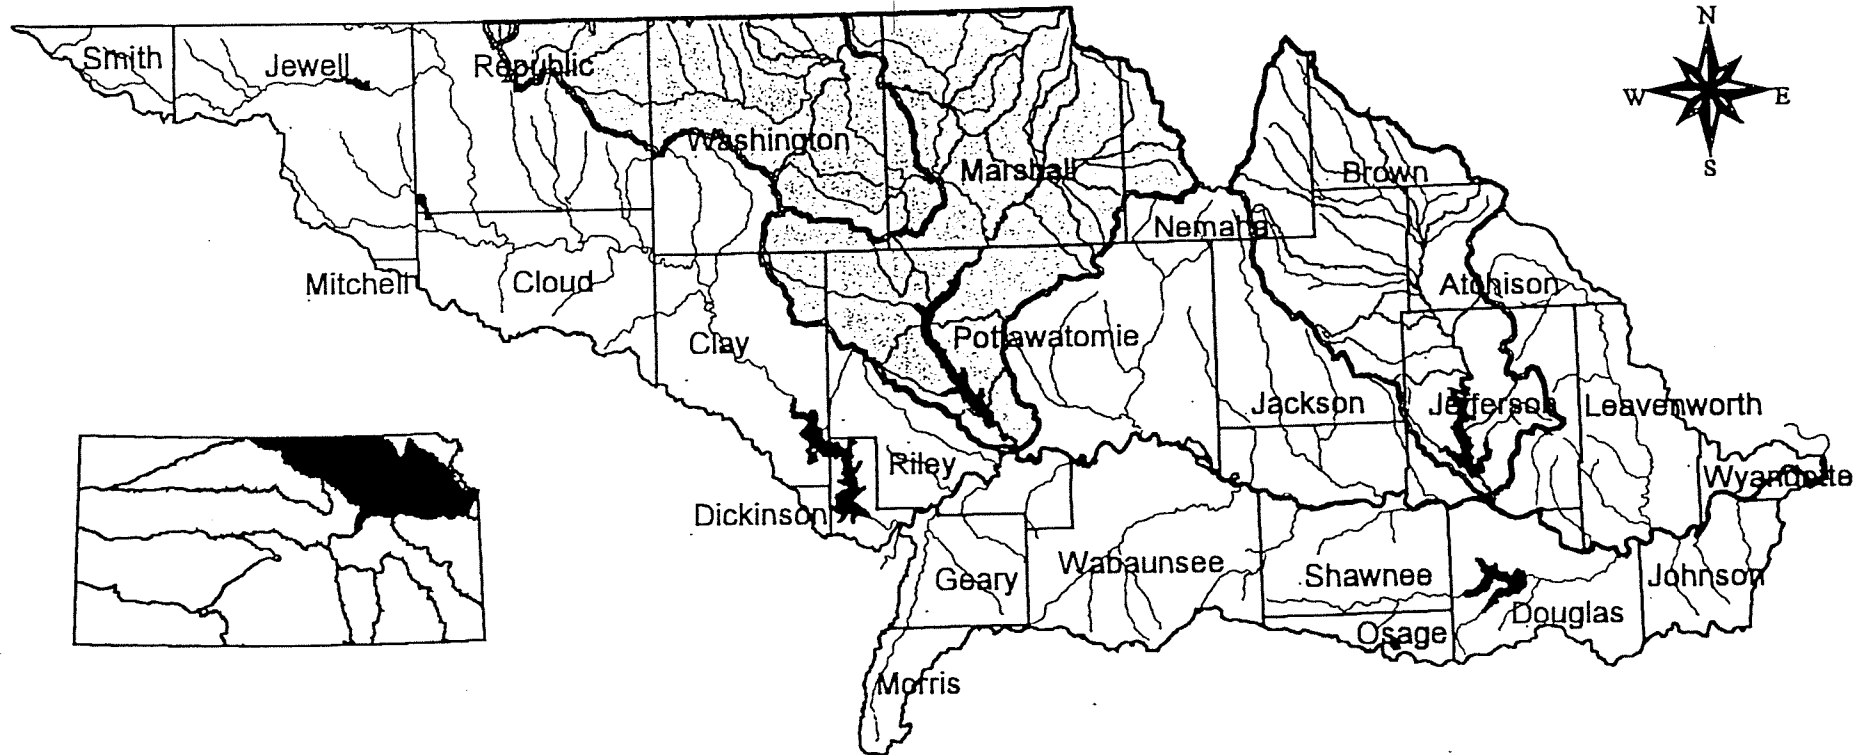 N
Smith
Jewell
Republic
W
E
Washington
Marshall
S
Brown
Nemaha
Mitchell
Cloud
Atchison
Clay
Pottawatomie
Jackson
Jefferson
Leavenworth
Riley
Wyandotte
Dickinson
Geary
Wabaunsee
Shawnee
Johnson
Douglas
Osage
Morris